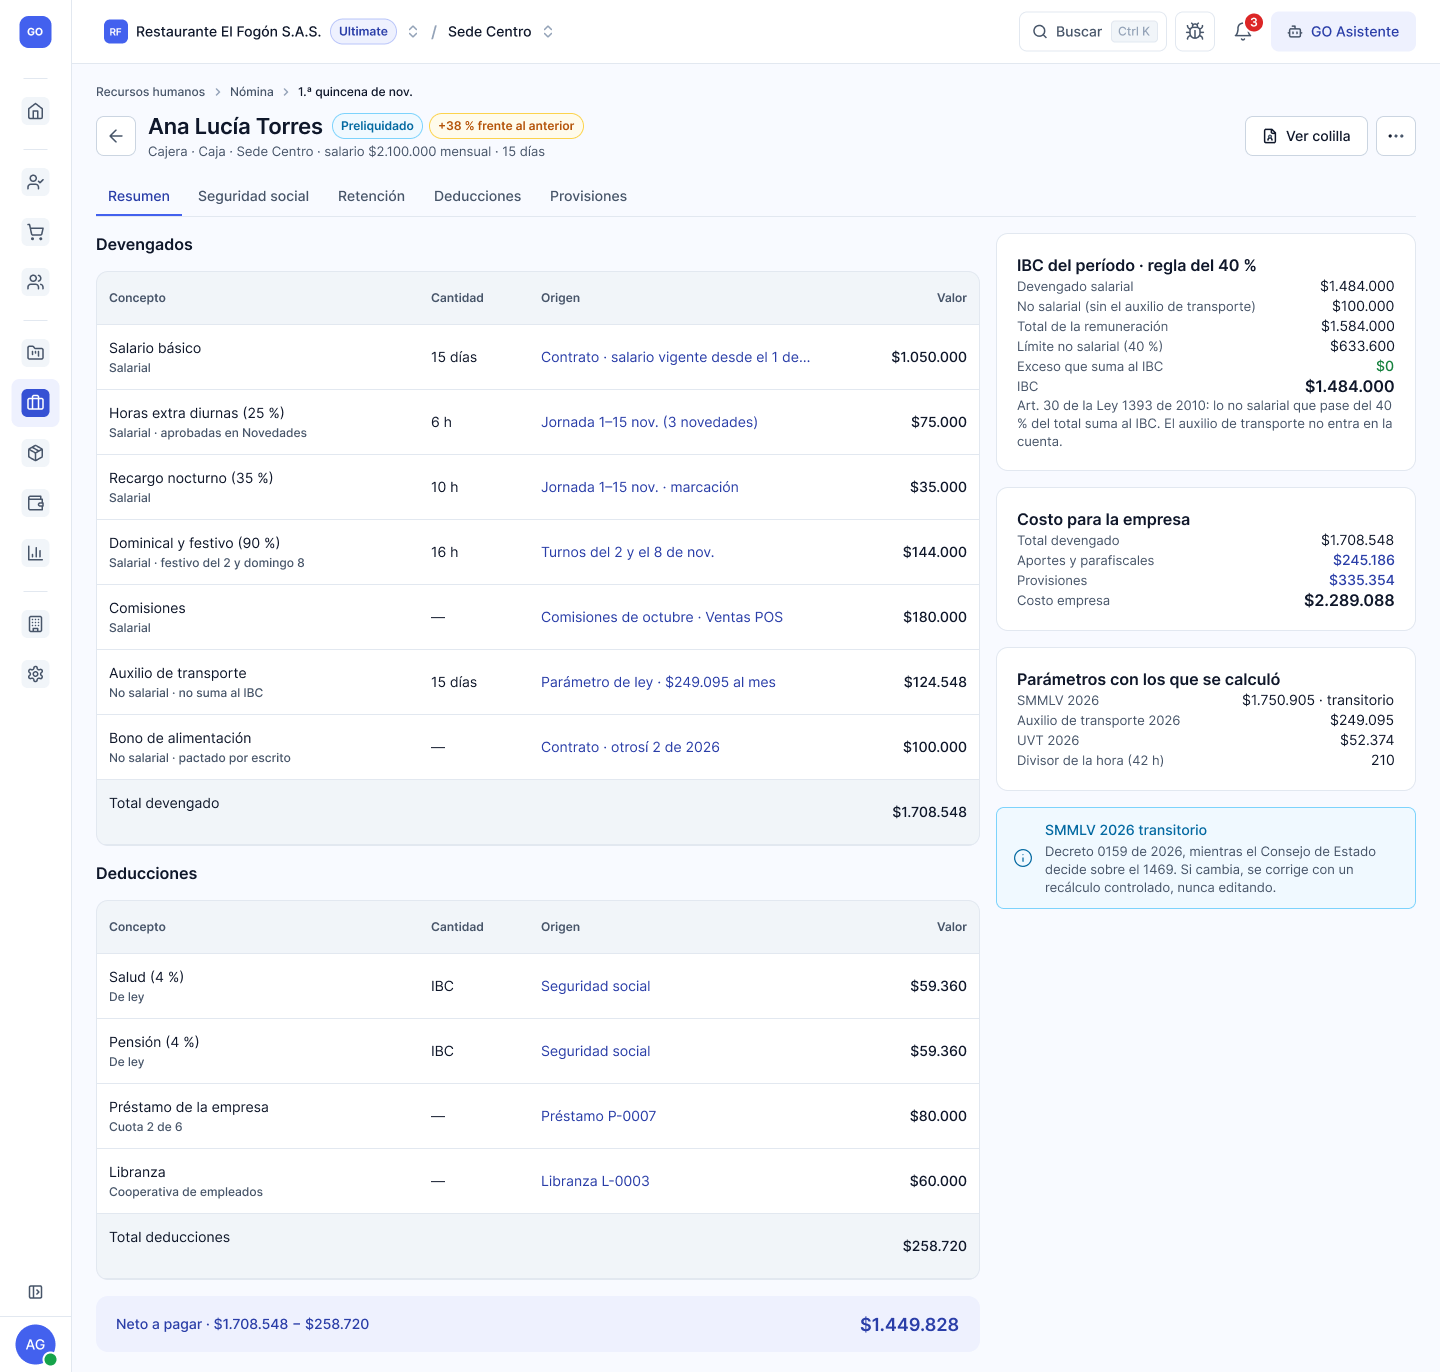 GO
RF Restaurante El Fogón S.A.S. Ultimate / Sede Centro
Buscar Ctrl K 3 GO Asistente
Recursos humanos > Nómina > 1.ª quincena de nov.
Ana Lucía Torres Preliquidado +38 % frente al anterior
Cajera · Caja · Sede Centro · salario $2.100.000 mensual · 15 días
Ver colilla
Resumen Seguridad social Retención Deducciones Provisiones
Devengados
Concepto Cantidad Origen Valor
Salario básico
Salarial
15 días Contrato · salario vigente desde el 1 de... $1.050.000
Horas extra diurnas (25 %)
Salarial · aprobadas en Novedades
6 h Jornada 1–15 nov. (3 novedades) $75.000
Recargo nocturno (35 %)
Salarial
10 h Jornada 1–15 nov. · marcación $35.000
Dominical y festivo (90 %)
Salarial · festivo del 2 y domingo 8
16 h Turnos del 2 y el 8 de nov. $144.000
Comisiones
Salarial
— Comisiones de octubre · Ventas POS $180.000
Auxilio de transporte
No salarial · no suma al IBC
15 días Parámetro de ley · $249.095 al mes $124.548
Bono de alimentación
No salarial · pactado por escrito
— Contrato · otrosí 2 de 2026 $100.000
Total devengado
$1.708.548
Deducciones
Concepto Cantidad Origen Valor
Salud (4 %)
De ley
IBC Seguridad social $59.360
Pensión (4 %)
De ley
IBC Seguridad social $59.360
Préstamo de la empresa
Cuota 2 de 6
— Préstamo P-0007 $80.000
Libranza
Cooperativa de empleados
— Libranza L-0003 $60.000
Total deducciones
$258.720
Neto a pagar · $1.708.548 − $258.720 $1.449.828
IBC del período · regla del 40 %
Devengado salarial $1.484.000
No salarial (sin el auxilio de transporte) $100.000
Total de la remuneración $1.584.000
Límite no salarial (40 %) $633.600
Exceso que suma al IBC $0
IBC $1.484.000
Art. 30 de la Ley 1393 de 2010: lo no salarial que pase del 40
% del total suma al IBC. El auxilio de transporte no entra en la
cuenta.
Costo para la empresa
Total devengado $1.708.548
Aportes y parafiscales $245.186
Provisiones $335.354
Costo empresa $2.289.088
Parámetros con los que se calculó
SMMLV 2026 $1.750.905 · transitorio
Auxilio de transporte 2026 $249.095
UVT 2026 $52.374
Divisor de la hora (42 h) 210
SMMLV 2026 transitorio
Decreto 0159 de 2026, mientras el Consejo de Estado
decide sobre el 1469. Si cambia, se corrige con un
recálculo controlado, nunca editando.
AG